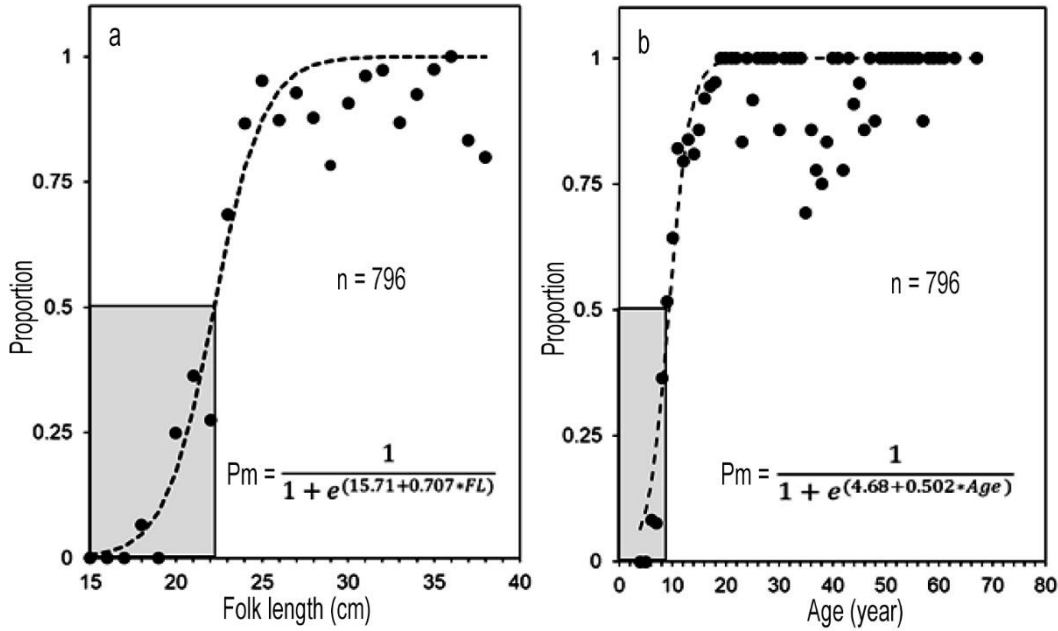 a
1
0.75
0.5
0.25
0
Proportion
n = 796
Pm = 1 / 1 + e^(15.71+0.707*FL)
15 20 25 30 35 40
Folk length (cm)
b
1
0.75
0.5
0.25
0
Proportion
n = 796
Pm = 1 / 1 + e^(4.68+0.502*Age)
0 10 20 30 40 50 60 70 80
Age (year)